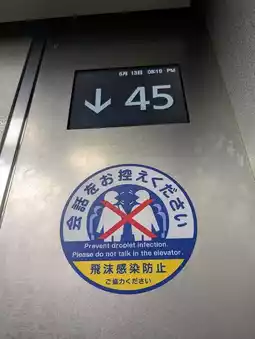 6月 13日 08:10 PM
↓ 45
会話をお控えください
Prevent droplet infection.
Please do not talk in the elevator.
飛沫感染防止
ご協力ください